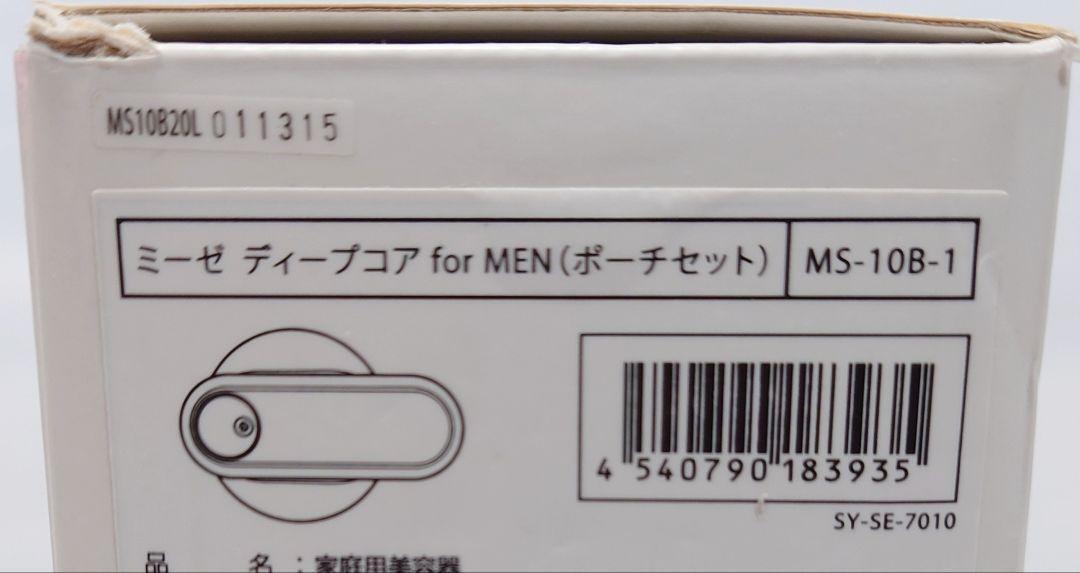 MS10B20L 011315
ミーゼ ディープコア for MEN（ポーチセット） MS-10B-1
4 540790 183935
SY-SE-7010
品 名 ：家庭用美容器